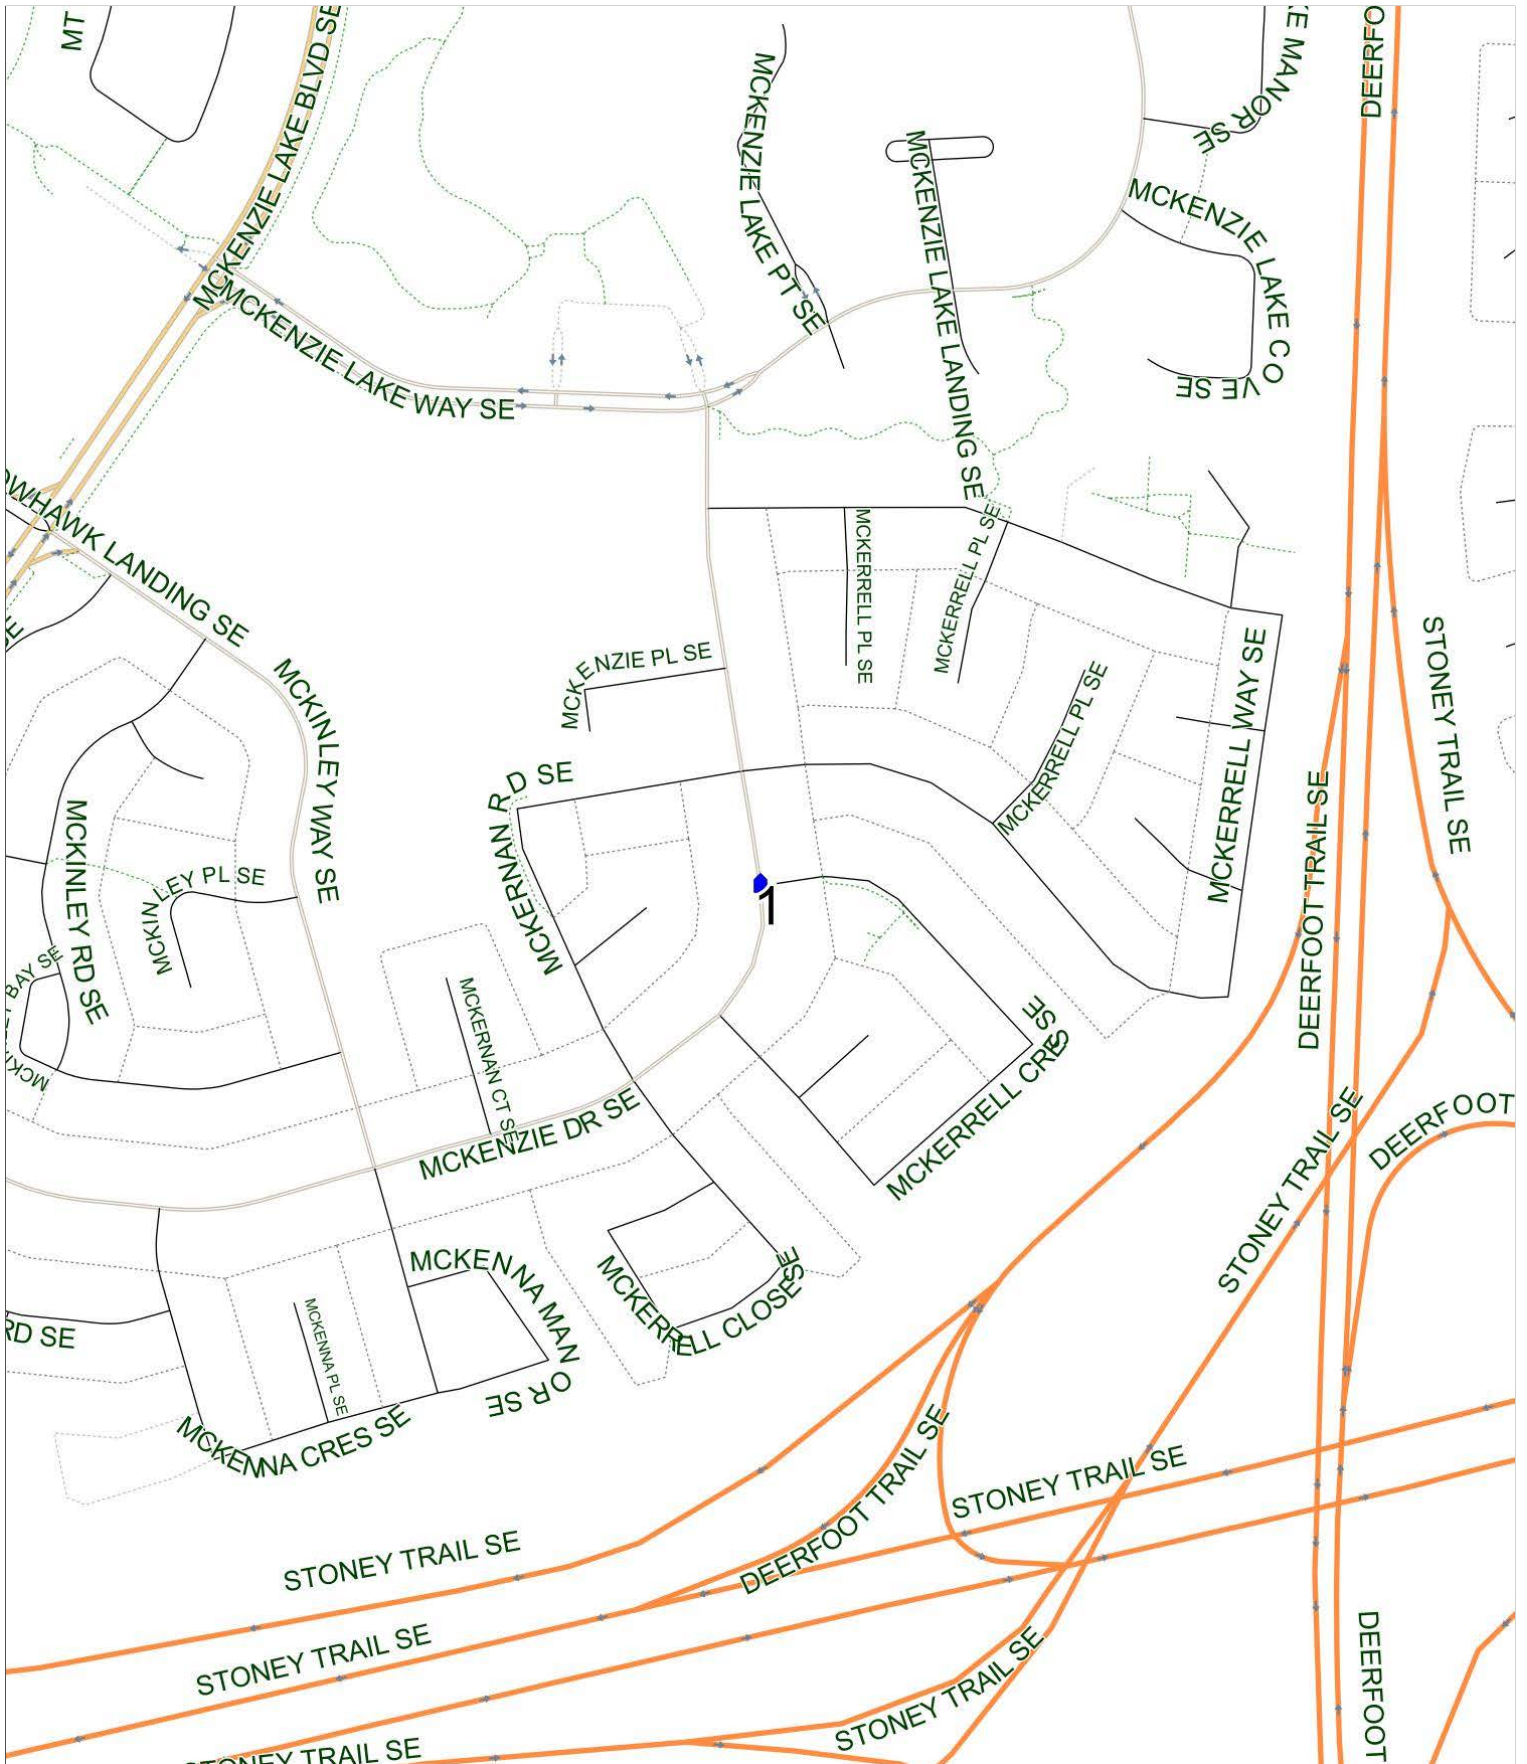 MT
MCKENZIE LAKE BLVD SE
MCKENZIE LAKE PT SE
MCKENZIE LAKE LANDING SE
KE MANOR SE
DEERFO
MCKENZIE LAKE COVE SE
MCKENZIE LAKE WAY SE
OWHAWK LANDING SE
SE
MCKERRELL PL SE
MCKERRELL PL SE
MCKERRELL PL SE
MCKERRELL WAY SE
STONEY TRAIL SE
MCKENZIE PL SE
MCKINLEY WAY SE
MCKERNAN RD SE
MCKINLEY RD SE
MCKINLEY PL SE
DEERFOOT TRAIL SE
1
BAY SE
MCKERNAN CT SE
MCKENZIE DR SE
MCKERRELL CRES SE
STONEY TRAIL SE
DEERFOOT
MCKENNA MANOR SE
MCKERRELL CLOSE SE
RD SE
MCKENNA PL SE
MCKENNA CRES SE
DEERFOOT TRAIL SE
STONEY TRAIL SE
STONEY TRAIL SE
STONEY TRAIL SE
STONEY TRAIL SE
DEERFOOT
STONEY TRAIL SE